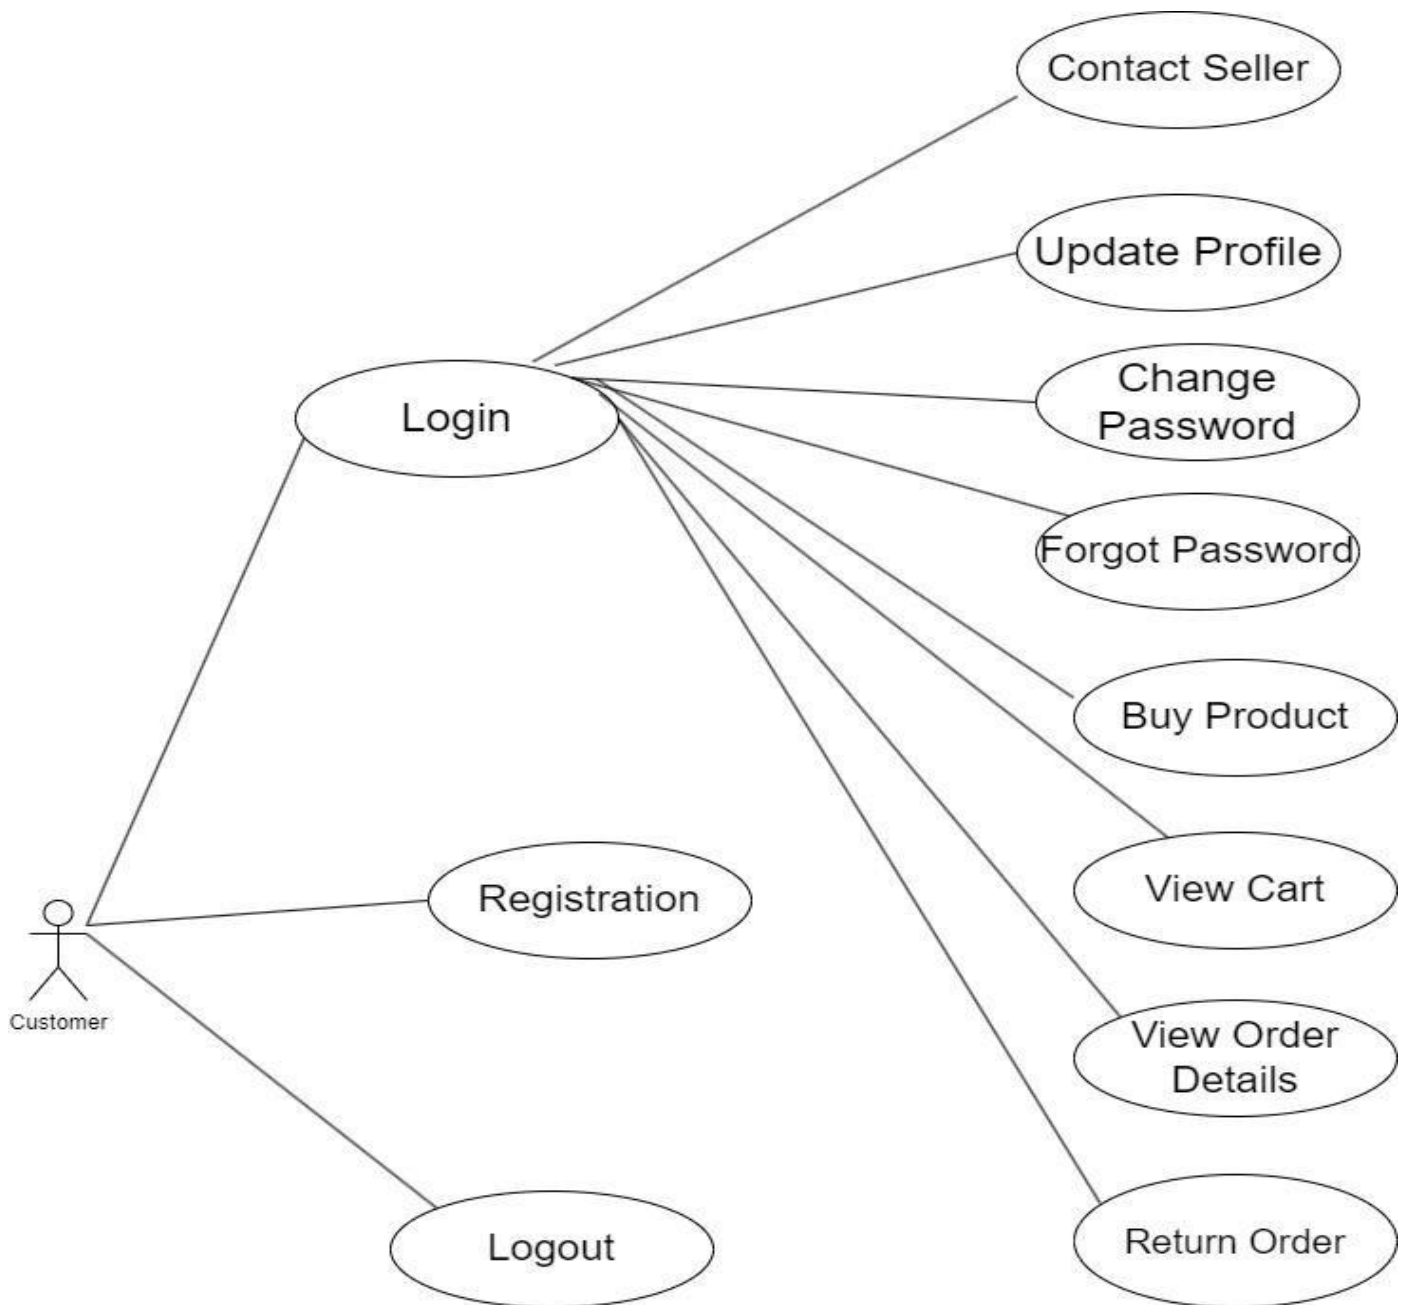 Contact Seller
Update Profile
Change
Password
Login
Forgot Password
Buy Product
View Cart
Registration
Customer
View Order
Details
Return Order
Logout